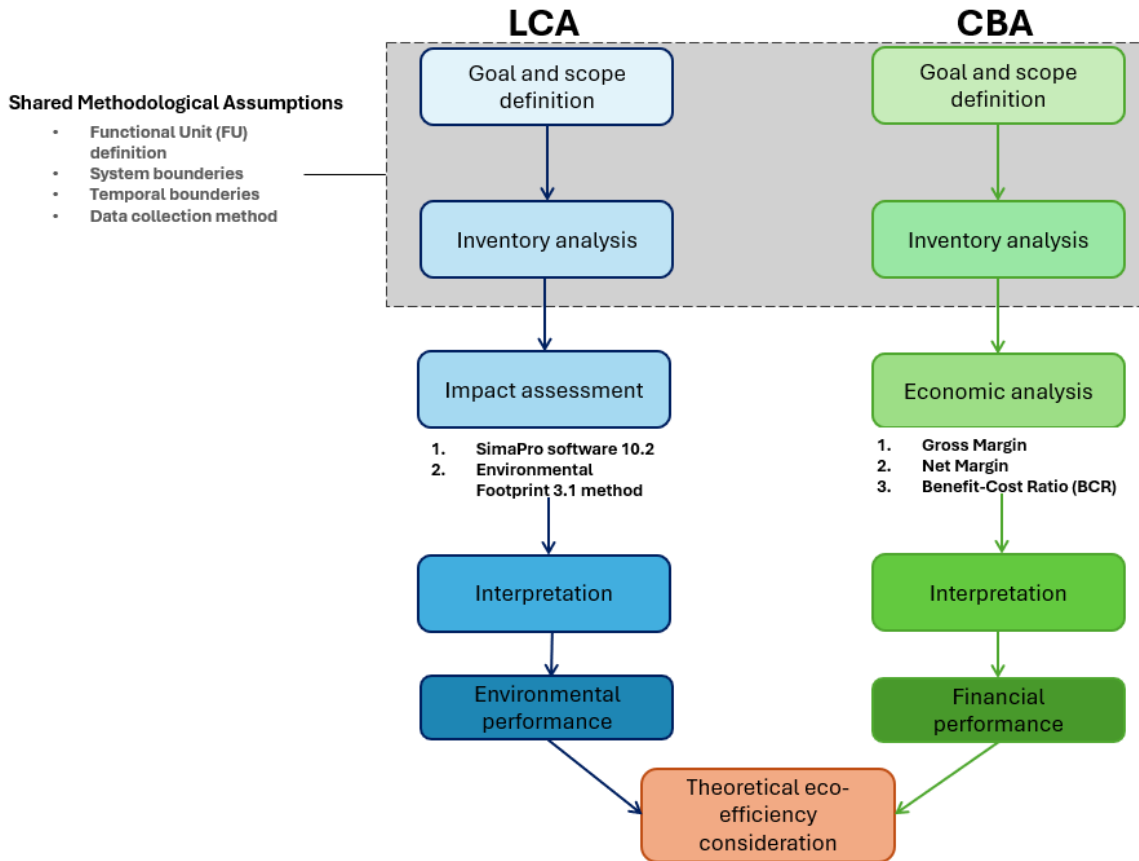 LCA
CBA
Goal and scope
definition
Goal and scope
definition
Shared Methodological Assumptions
• Functional Unit (FU)
definition
• System bounderies
• Temporal bounderies
• Data collection method
Inventory analysis
Inventory analysis
Impact assessment
Economic analysis
1. SimaPro software 10.2
2. Environmental
Footprint 3.1 method
1. Gross Margin
2. Net Margin
3. Benefit-Cost Ratio (BCR)
Interpretation
Interpretation
Environmental
performance
Financial
performance
Theoretical eco-
efficiency
consideration